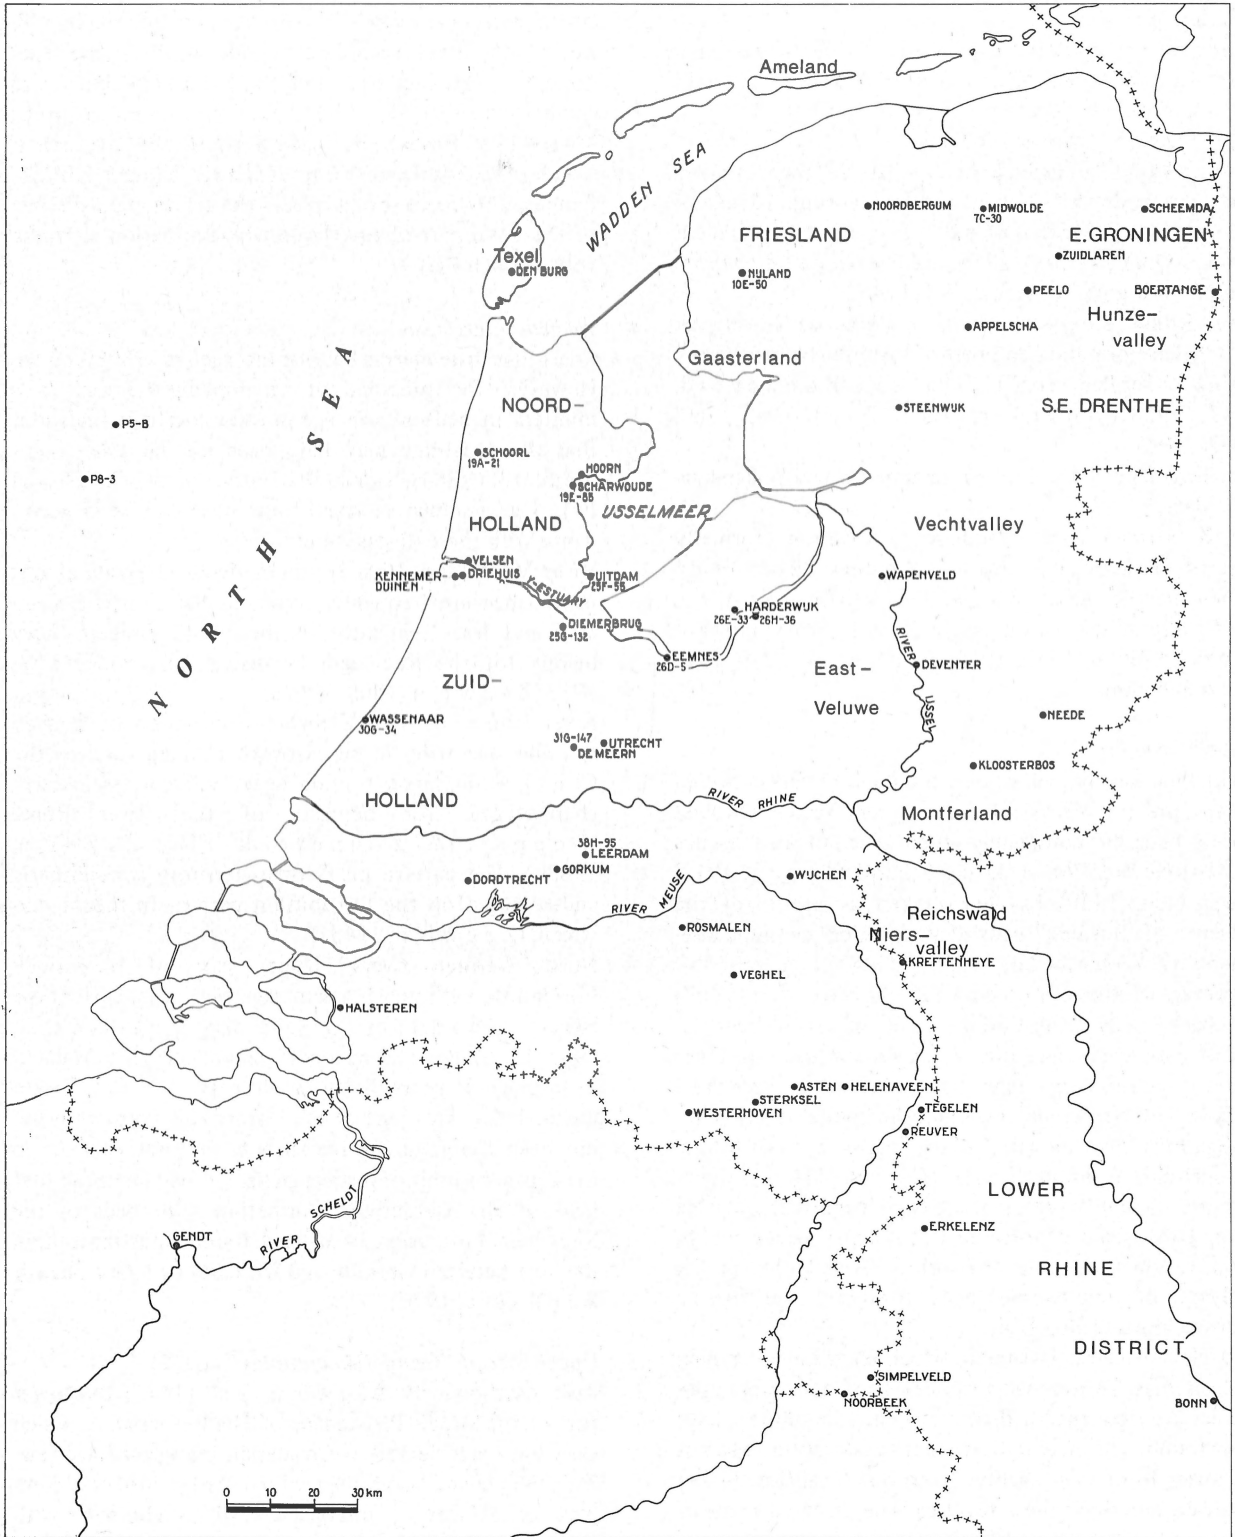 Ameland
WADDEN SEA
NOORDBERGUM
MIDWOLDE
7C-30
SCHEEMDA
FRIESLAND
E.GRONINGEN
Texel
ZUIDLAREN
DEN BURG
NIJLAND
10E-50
PEELO
BOERTANGE
Hunze-
valley
APPELSCHA
Gaasterland
NORTH SEA
NOORD-
STEENWIJK
S.E. DRENTHE
P5-B
SCHOORL
19A-21
HOORN
P8-3
SCHARWOUDE
19E-88
IJSSELMEER
HOLLAND
Vechtvalley
VELSEN
KENNEMER-
DUINEN
DRIEHUIS
Y-ESTUARY
UITDAM
25F-55
WAPENVELD
HARDERWIJK
26E-33
26H-36
DIEMERBRUG
25G-132
EEMNES
26D-5
RIVER IJSSEL
DEVENTER
East-
Veluwe
ZUID-
WASSENAAR
30G-34
31G-147
UTRECHT
DE MEERN
NEEDE
KLOOSTERBOS
HOLLAND
RIVER RHINE
Montferland
38H-95
LEERDAM
GORKUM
DORDTRECHT
WIJCHEN
RIVER MEUSE
Reichswald
ROSMALEN
Niers-
valley
KREFTENHEYE
VEGHEL
HALSTEREN
ASTEN
HELENAVEEN
STERKSEL
WESTERHOVEN
TEGELEN
REUVER
LOWER
RIVER SCHELDT
GENDT
ERKELENZ
RHINE
DISTRICT
SIMPELVELD
NOORBEEK
BONN
0 10 20 30 km